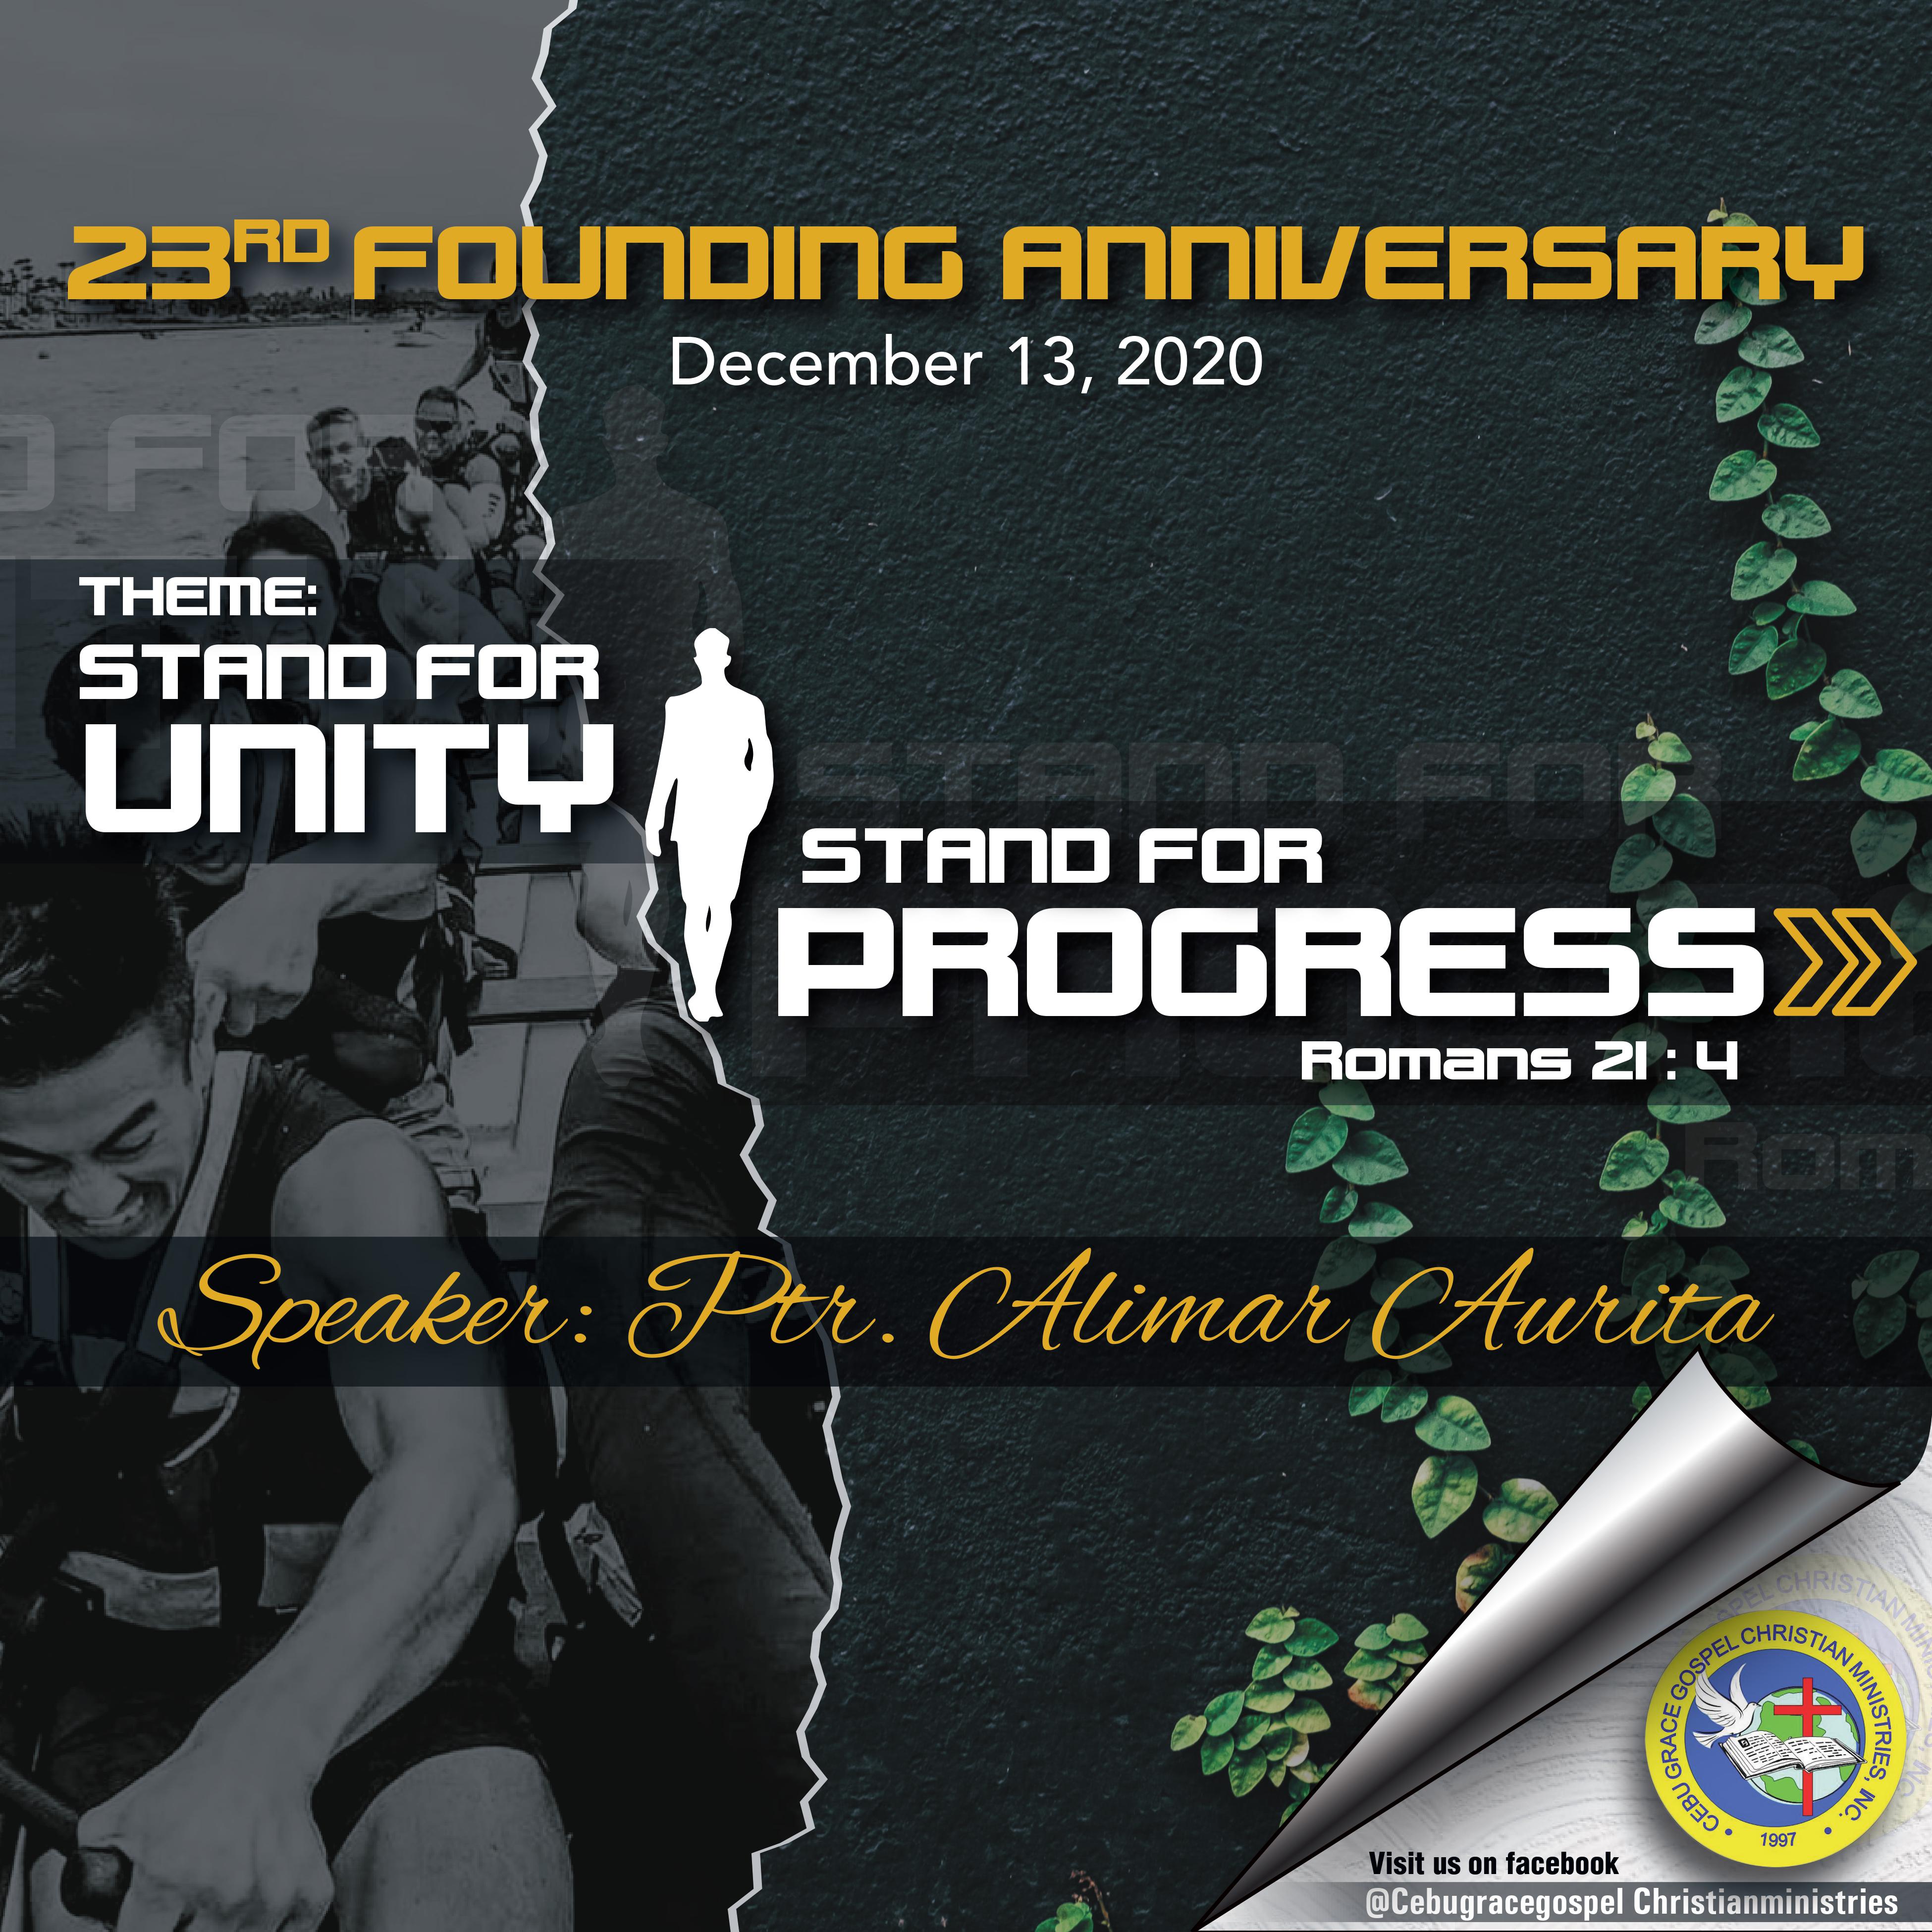 23RD FOUNDING ANNIVERSARY
December 13, 2020
THEME:
STAND FOR
UNITY
STAND FOR
PROGRESS
Romans 21 : 4
Speaker: Ptr. Alimar Aurita
CEBU GRACE GOSPEL CHRISTIAN MINISTRIES, INC.
1997
Visit us on facebook
@Cebugracegospel Christianministries